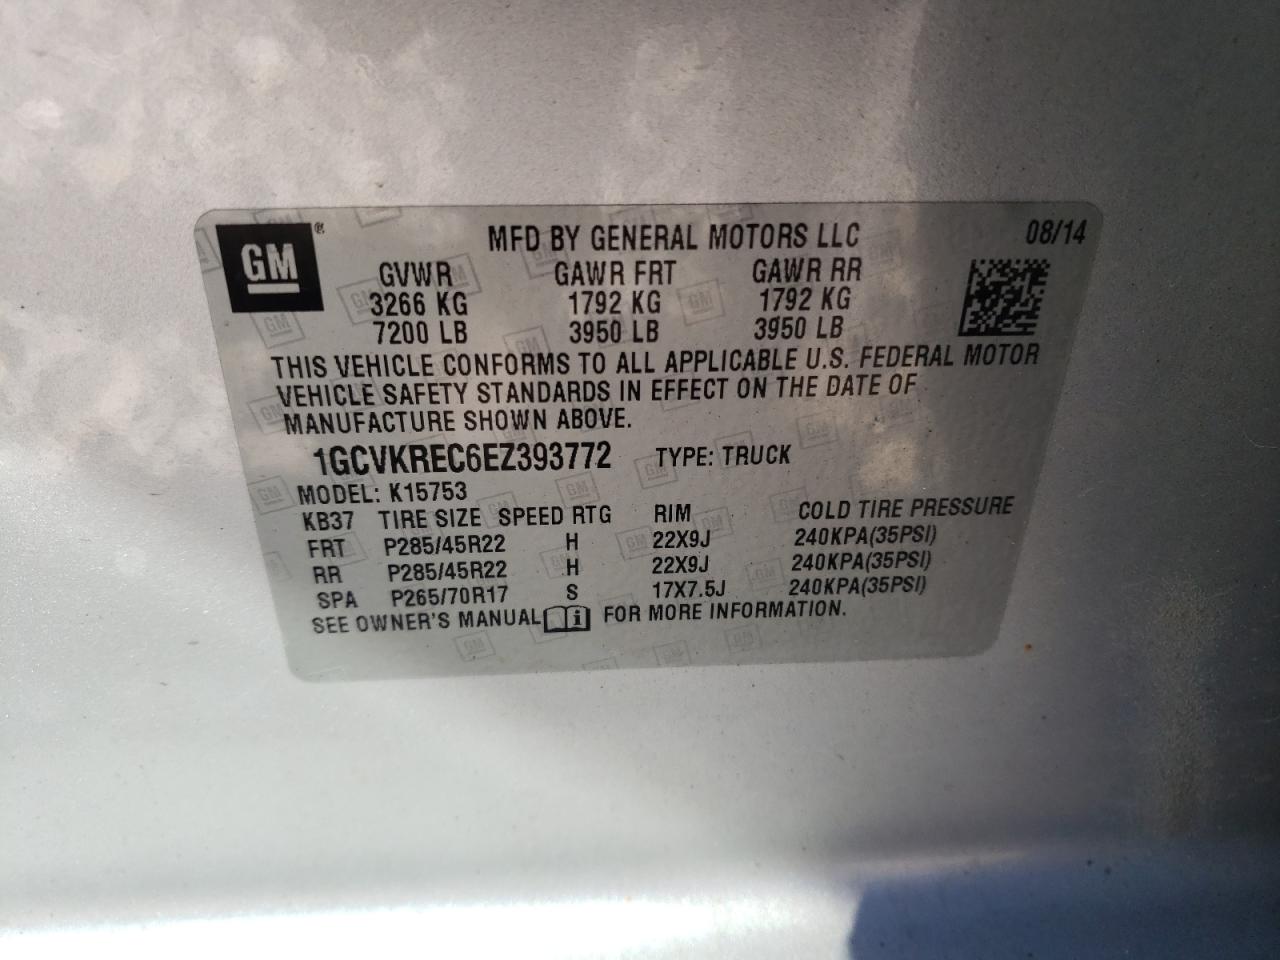 GM® MFD BY GENERAL MOTORS LLC 08/14
GVWR GAWR FRT GAWR RR
3266 KG 1792 KG 1792 KG
7200 LB 3950 LB 3950 LB
THIS VEHICLE CONFORMS TO ALL APPLICABLE U.S. FEDERAL MOTOR
VEHICLE SAFETY STANDARDS IN EFFECT ON THE DATE OF
MANUFACTURE SHOWN ABOVE.
1GCVKREC6EZ393772 TYPE: TRUCK
MODEL: K15753
KB37 TIRE SIZE SPEED RTG RIM COLD TIRE PRESSURE
FRT P285/45R22 H 22X9J 240KPA(35PSI)
RR P285/45R22 H 22X9J 240KPA(35PSI)
SPA P265/70R17 S 17X7.5J 240KPA(35PSI)
SEE OWNER'S MANUAL i FOR MORE INFORMATION.